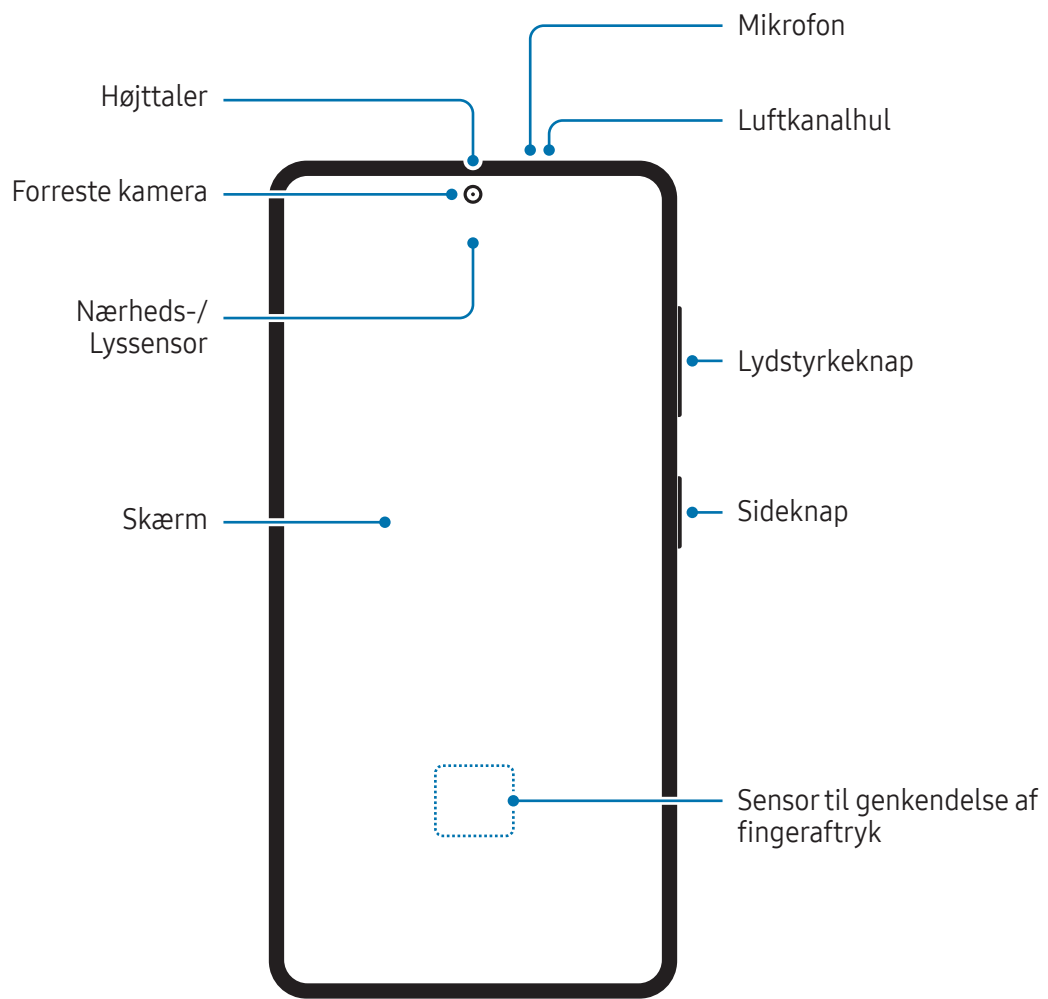 Mikrofon
Højttaler
Luftkanalhul
Forreste kamera
Nærheds-/
Lyssensor
Lydstyrkeknap
Skærm
Sideknap
Sensor til genkendelse af
fingeraftryk